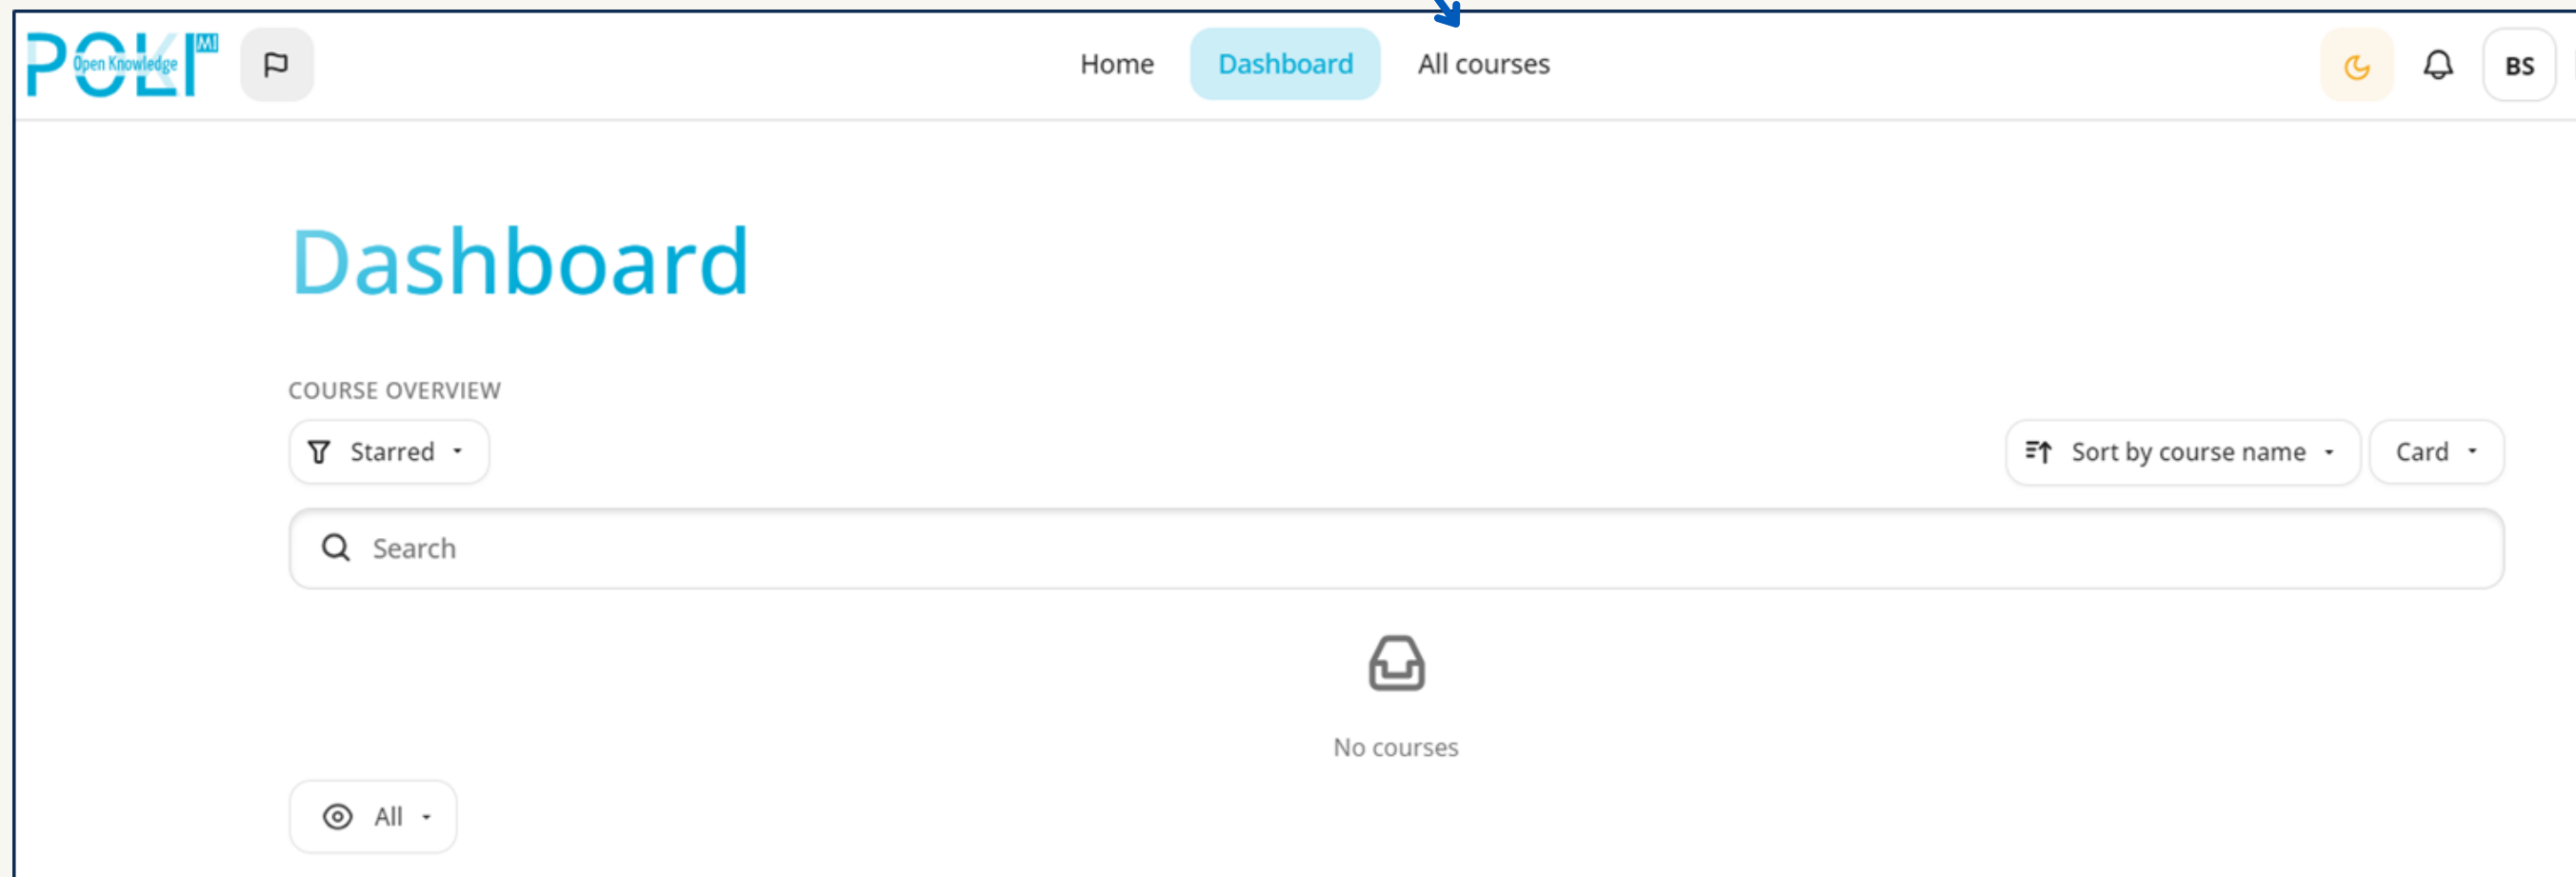 POKI MI
Open Knowledge
Home Dashboard All courses BS
Dashboard
COURSE OVERVIEW
Starred Sort by course name Card
Search
No courses
All